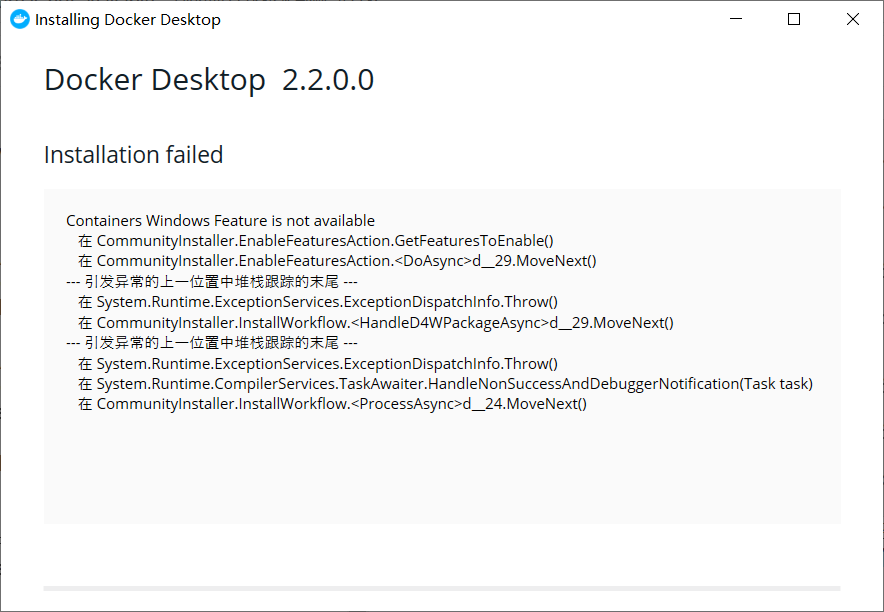 Installing Docker Desktop
Docker Desktop 2.2.0.0
Installation failed
Containers Windows Feature is not available
在 CommunityInstaller.EnableFeaturesAction.GetFeaturesToEnable()
在 CommunityInstaller.EnableFeaturesAction.<DoAsync>d__29.MoveNext()
--- 引发异常的上一位置中堆栈跟踪的末尾 ---
在 System.Runtime.ExceptionServices.ExceptionDispatchInfo.Throw()
在 CommunityInstaller.InstallWorkflow.<HandleD4WPackageAsync>d__29.MoveNext()
--- 引发异常的上一位置中堆栈跟踪的末尾 ---
在 System.Runtime.ExceptionServices.ExceptionDispatchInfo.Throw()
在 System.Runtime.CompilerServices.TaskAwaiter.HandleNonSuccessAndDebuggerNotification(Task task)
在 CommunityInstaller.InstallWorkflow.<ProcessAsync>d__24.MoveNext()